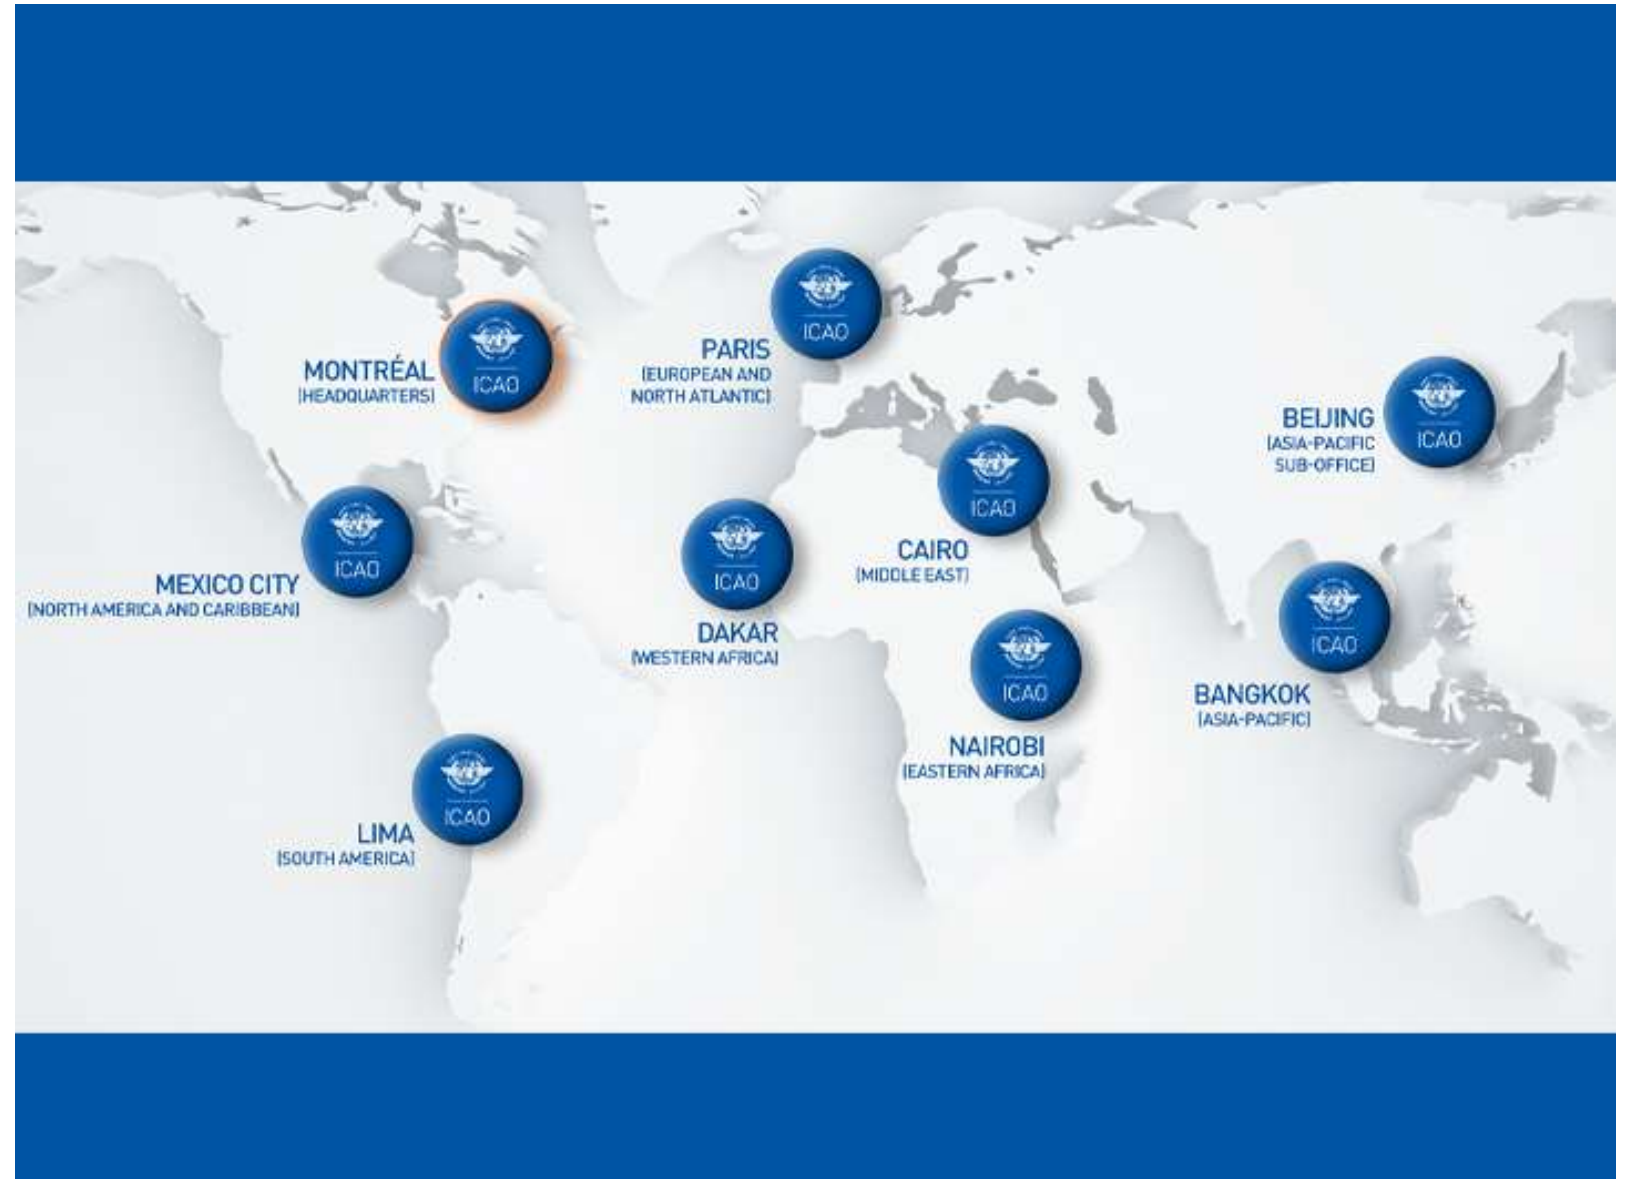 ICAO
PARIS
(EUROPEAN AND
NORTH ATLANTIC)
ICAO
MONTRÉAL
(HEADQUARTERS)
ICAO
BEIJING
(ASIA-PACIFIC
SUB-OFFICE)
ICAO
MEXICO CITY
(NORTH AMERICA AND CARIBBEAN)
ICAO
DAKAR
(WESTERN AFRICA)
ICAO
CAIRO
(MIDDLE EAST)
ICAO
NAIROBI
(EASTERN AFRICA)
ICAO
BANGKOK
(ASIA-PACIFIC)
ICAO
LIMA
(SOUTH AMERICA)